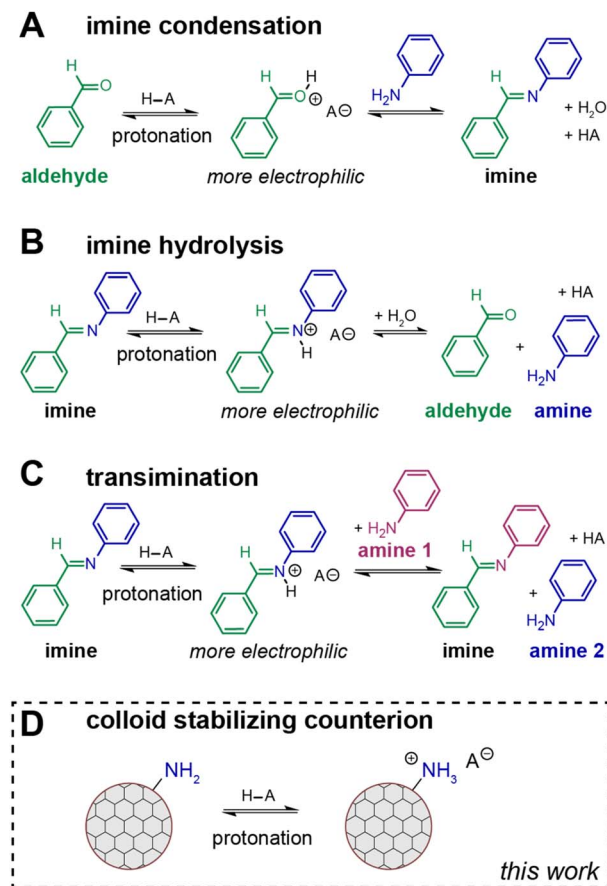 A imine condensation
H
O
H–A
protonation
aldehyde
H
H
O
⊕
A⊖
more electrophilic
H2N
H
N
+ H2O
+ HA
imine
B imine hydrolysis
H
N
H–A
protonation
imine
H
N
⊕
H
A⊖
more electrophilic
+ H2O
H
O
aldehyde
+
+ HA
H2N
amine
C transimination
H
N
H–A
protonation
imine
H
N
⊕
H
A⊖
more electrophilic
+ H2N
amine 1
H
N
imine
+ HA
+
H2N
amine 2
D colloid stabilizing counterion
NH2
H–A
protonation
⊕
NH3
A⊖
this work